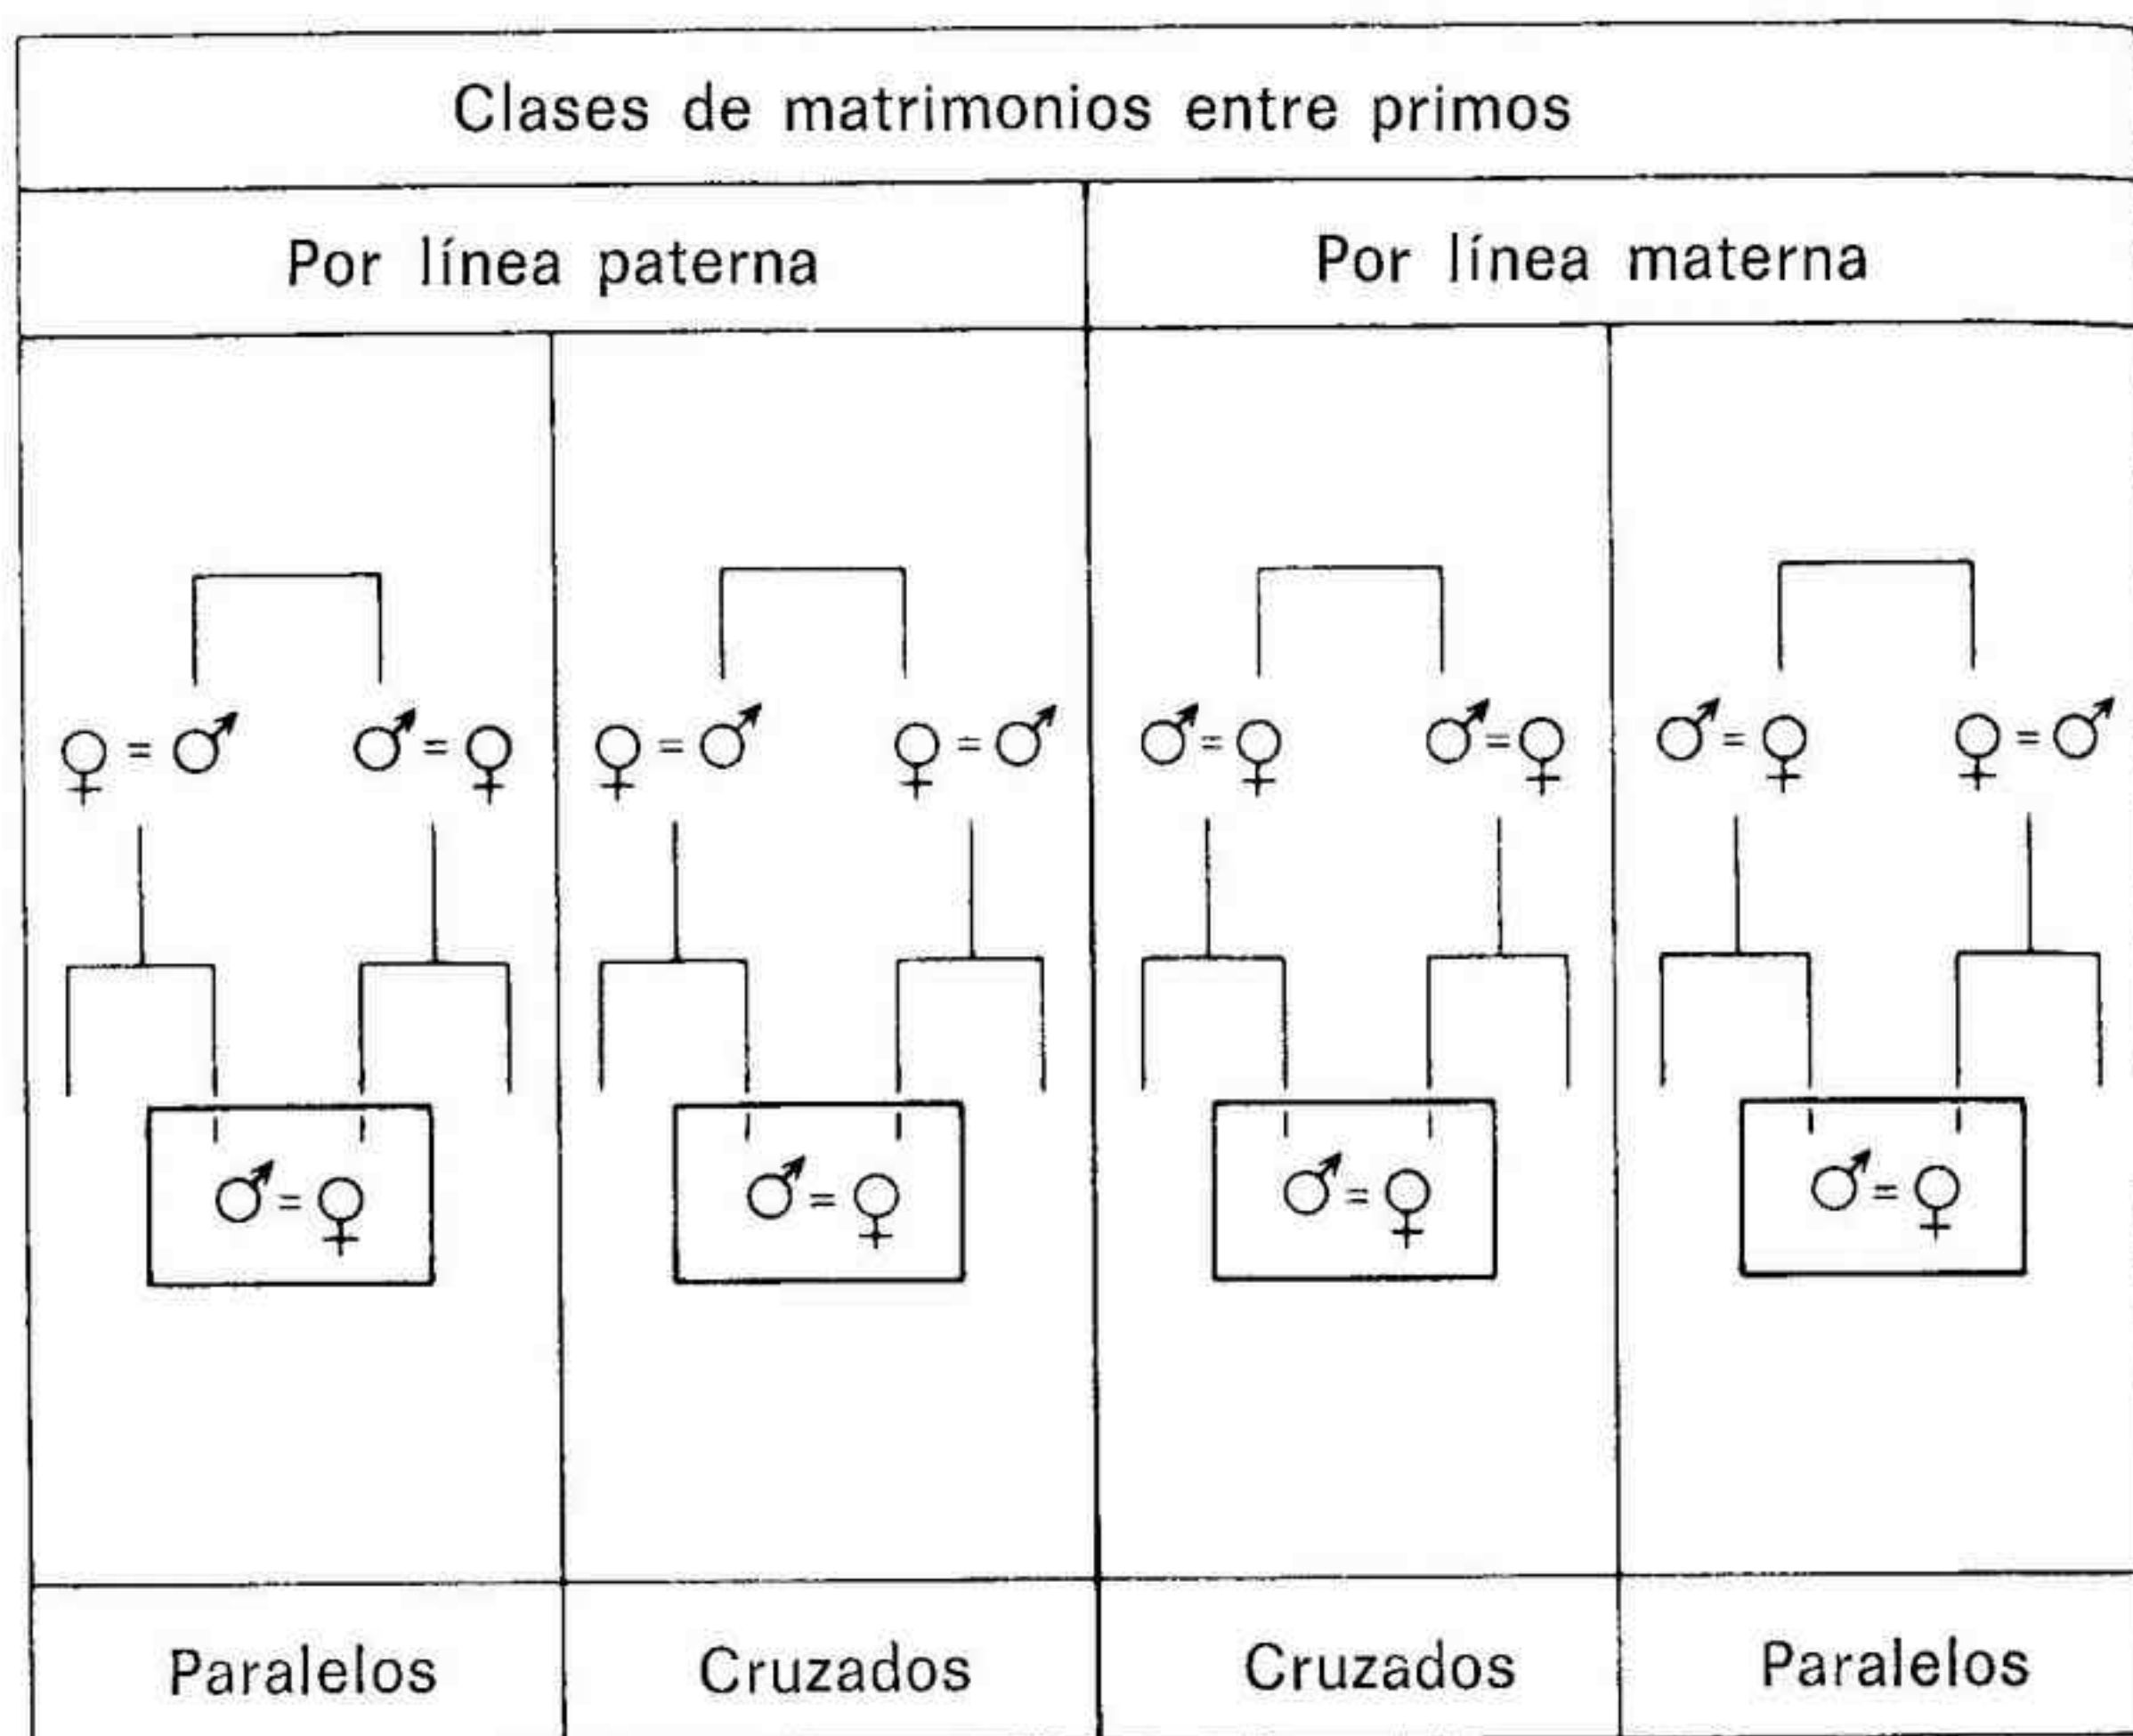 Clases de matrimonios entre primos
Por línea paterna
Por línea materna
♀ = ♂ ♂ = ♀
♀ = ♂ ♀ = ♂
♂ = ♀ ♂ = ♀
♂ = ♀ ♀ = ♂
♂ = ♀
♂ = ♀
♂ = ♀
♂ = ♀
Paralelos
Cruzados
Cruzados
Paralelos